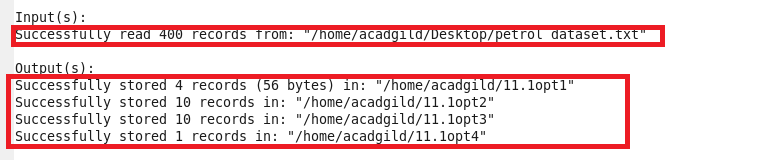 Input(s):
Successfully read 400 records from: "/home/acadgild/Desktop/petrol dataset.txt"
Output(s):
Successfully stored 4 records (56 bytes) in: "/home/acadgild/11.1opt1"
Successfully stored 10 records in: "/home/acadgild/11.1opt2"
Successfully stored 10 records in: "/home/acadgild/11.1opt3"
Successfully stored 1 records in: "/home/acadgild/11.1opt4"